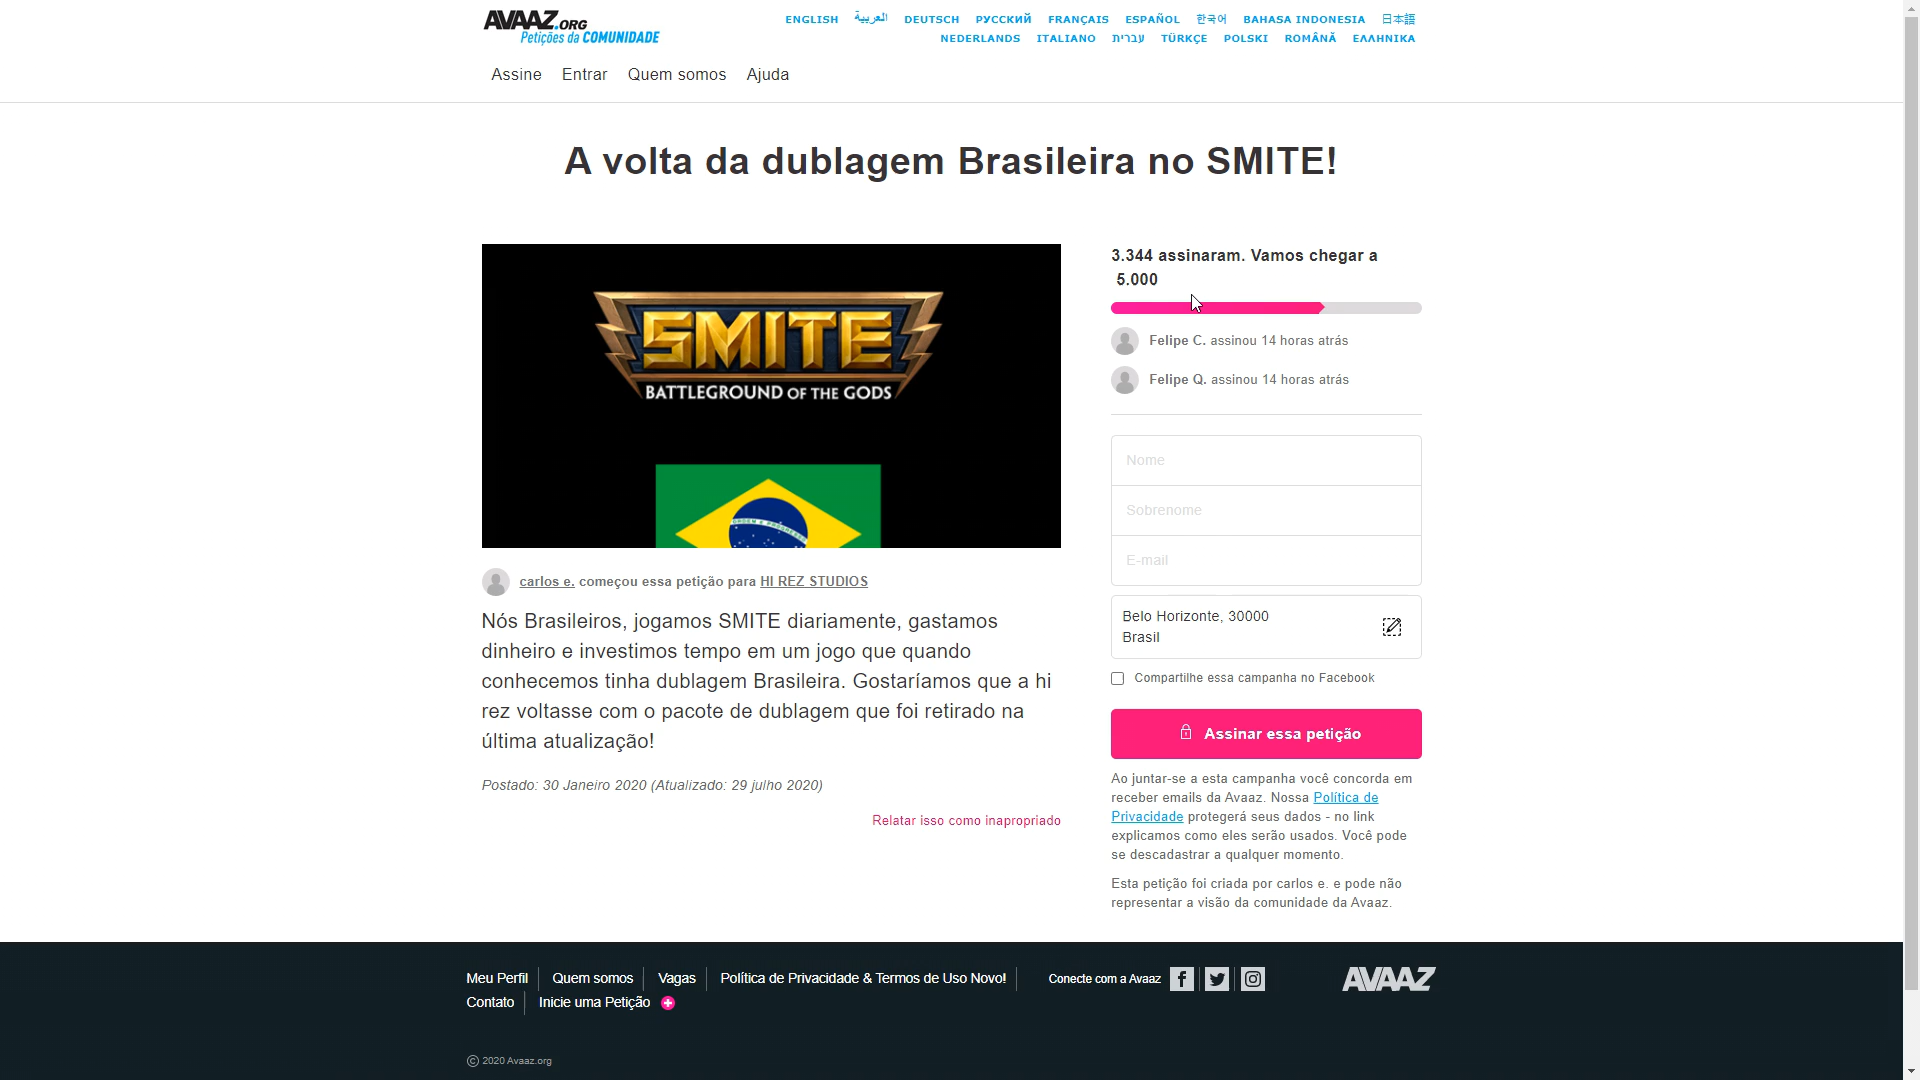 AVAAZ.ORG
Petições da COMUNIDADE
ENGLISH العربية DEUTSCH РУССКИЙ FRANÇAIS ESPAÑOL 한국어 BAHASA INDONESIA 日本語
NEDERLANDS ITALIANO עברית TÜRKÇE POLSKI ROMÂNĂ ΕΛΛΗΝΙΚΑ
Assine Entrar Quem somos Ajuda
A volta da dublagem Brasileira no SMITE!
SMITE
BATTLEGROUND OF THE GODS
ORDEM E PROGRESSO
carlos e. começou essa petição para HI REZ STUDIOS
Nós Brasileiros, jogamos SMITE diariamente, gastamos
dinheiro e investimos tempo em um jogo que quando
conhecemos tinha dublagem Brasileira. Gostaríamos que a hi
rez voltasse com o pacote de dublagem que foi retirado na
última atualização!
Postado: 30 Janeiro 2020 (Atualizado: 29 julho 2020)
Relatar isso como inapropriado
3.344 assinaram. Vamos chegar a
5.000
Felipe C. assinou 14 horas atrás
Felipe Q. assinou 14 horas atrás
Nome
Sobrenome
E-mail
Belo Horizonte, 30000
Brasil
Compartilhe essa campanha no Facebook
Assinar essa petição
Ao juntar-se a esta campanha você concorda em
receber emails da Avaaz. Nossa Política de
Privacidade protegerá seus dados - no link
explicamos como eles serão usados. Você pode
se descadastrar a qualquer momento.
Esta petição foi criada por carlos e. e pode não
representar a visão da comunidade da Avaaz.
Meu Perfil Quem somos Vagas Política de Privacidade & Termos de Uso Novo! Conecte com a Avaaz AVAAZ
Contato Inicie uma Petição
© 2020 Avaaz.org